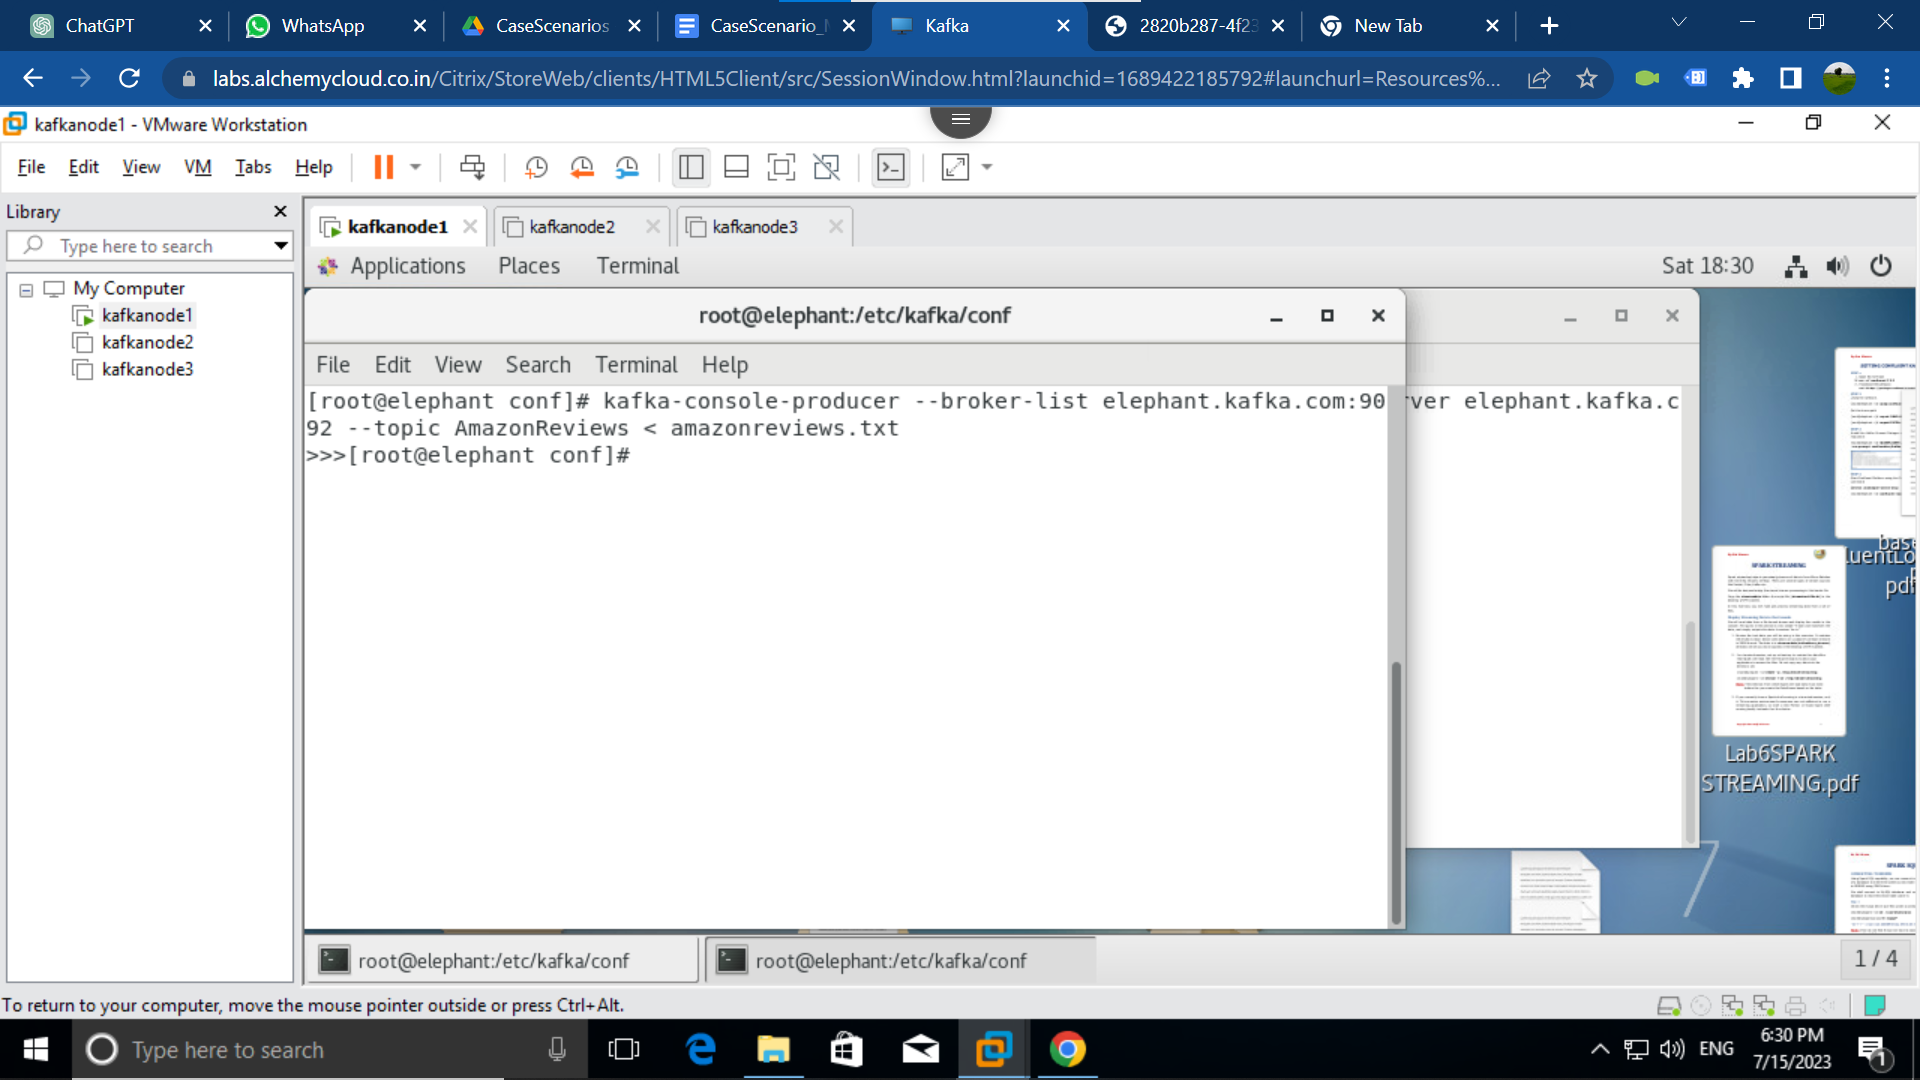 ChatGPT
WhatsApp
CaseScenarios
CaseScenario_
Kafka
2820b287-4f23
New Tab
labs.alchemycloud.co.in/Citrix/StoreWeb/clients/HTML5Client/src/SessionWindow.html?launchid=1689422185792#launchurl=Resources%...
kafkanode1 - VMware Workstation
File Edit View VM Tabs Help
Library
Type here to search
My Computer
kafkanode1
kafkanode2
kafkanode3
kafkanode1
kafkanode2
kafkanode3
Applications Places Terminal
Sat 18:30
root@elephant:/etc/kafka/conf
File Edit View Search Terminal Help
[root@elephant conf]# kafka-console-producer --broker-list elephant.kafka.com:90
92 --topic AmazonReviews < amazonreviews.txt
>>>[root@elephant conf]#
ver elephant.kafka.c
SPARK STREAMING
Lab6SPARK
STREAMING.pdf
pdf
7
root@elephant:/etc/kafka/conf
root@elephant:/etc/kafka/conf
1 / 4
To return to your computer, move the mouse pointer outside or press Ctrl+Alt.
Type here to search
ENG
6:30 PM
7/15/2023
1